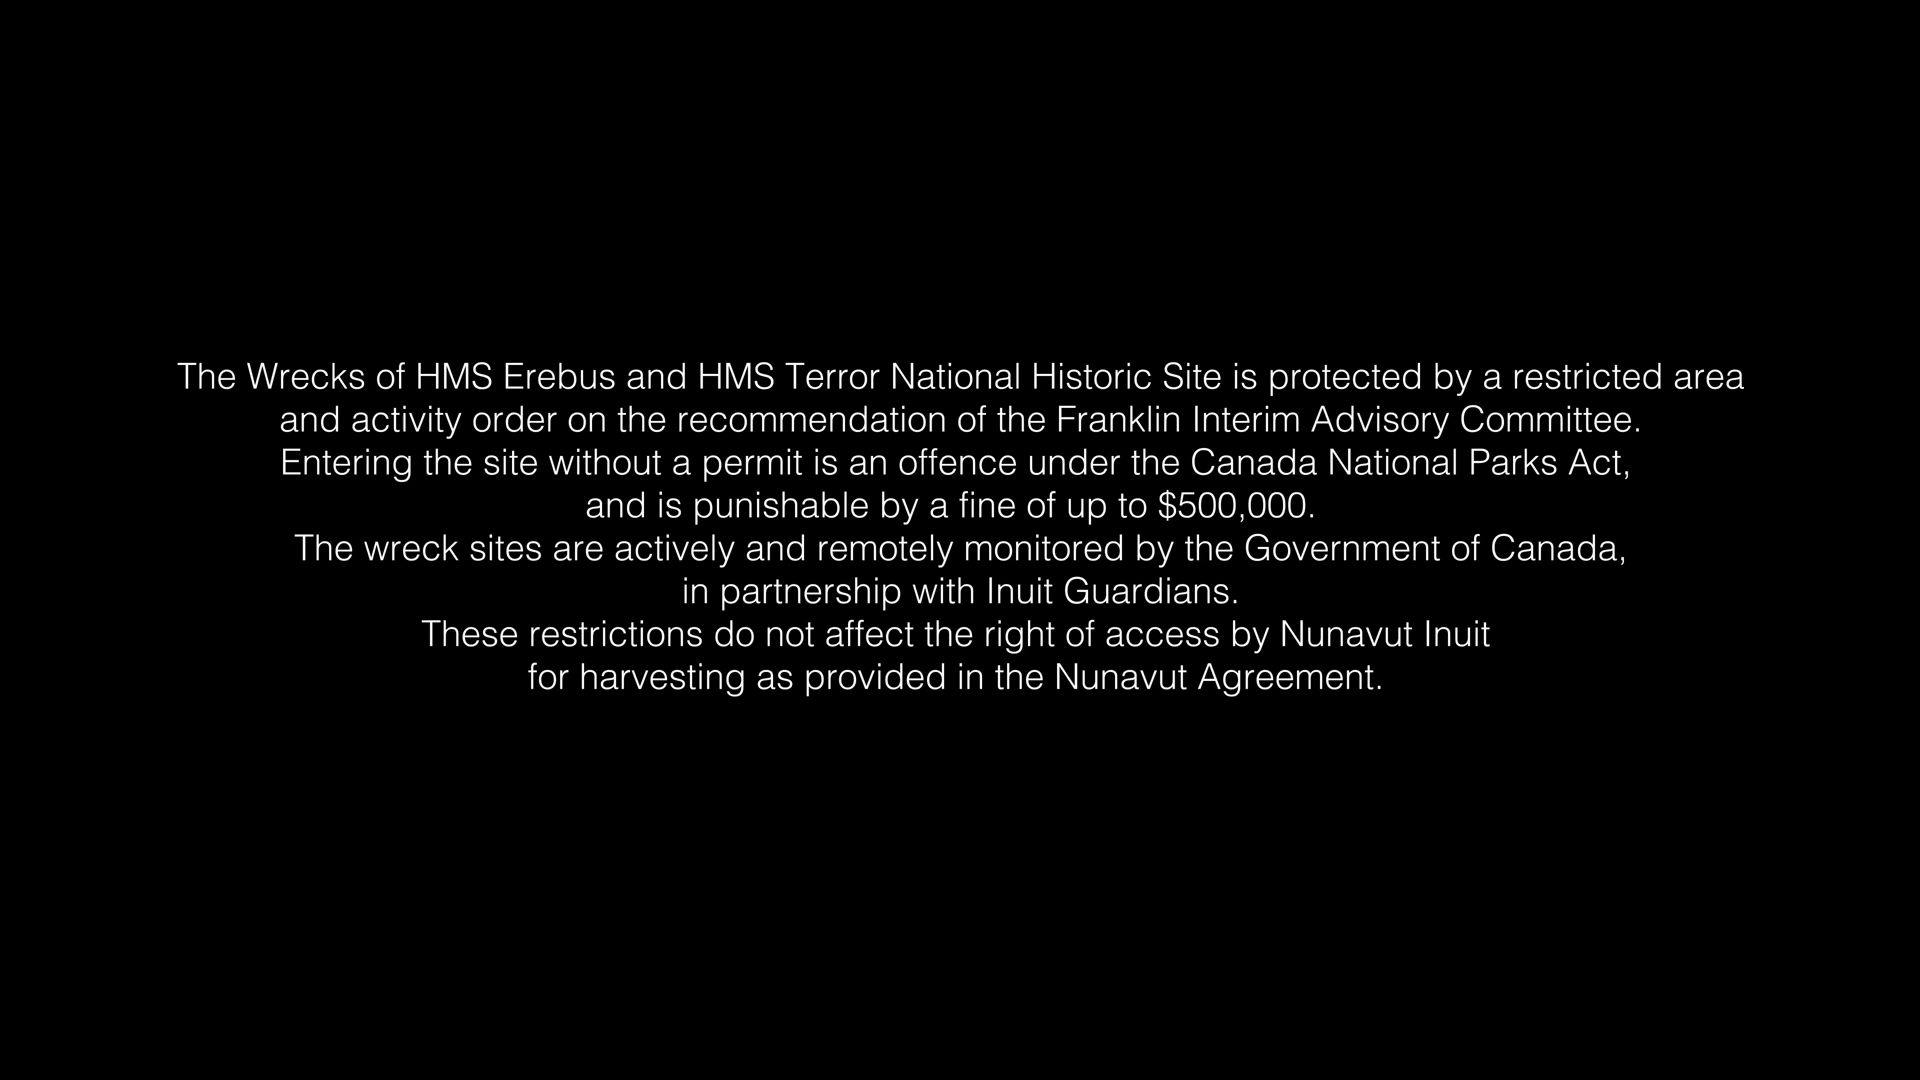 The Wrecks of HMS Erebus and HMS Terror National Historic Site is protected by a restricted area
and activity order on the recommendation of the Franklin Interim Advisory Committee.
Entering the site without a permit is an offence under the Canada National Parks Act,
and is punishable by a fine of up to $500,000.
The wreck sites are actively and remotely monitored by the Government of Canada,
in partnership with Inuit Guardians.
These restrictions do not affect the right of access by Nunavut Inuit
for harvesting as provided in the Nunavut Agreement.